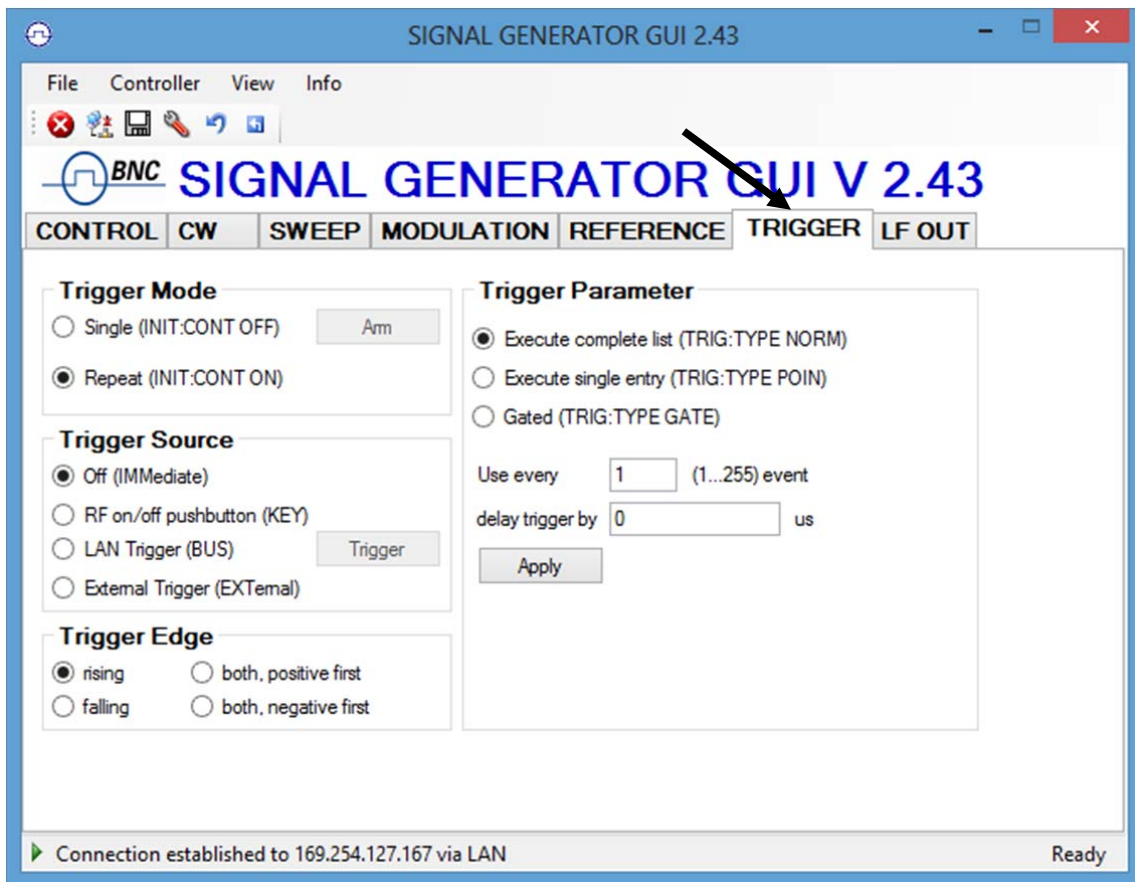 SIGNAL GENERATOR GUI 2.43
File Controller View Info
BNC SIGNAL GENERATOR GUI V 2.43
CONTROL CW SWEEP MODULATION REFERENCE TRIGGER LF OUT
Trigger Mode
Single (INIT:CONT OFF) Arm
Repeat (INIT:CONT ON)
Trigger Source
Off (IMMediate)
RF on/off pushbutton (KEY)
LAN Trigger (BUS) Trigger
External Trigger (EXTernal)
Trigger Edge
rising both, positive first
falling both, negative first
Trigger Parameter
Execute complete list (TRIG:TYPE NORM)
Execute single entry (TRIG:TYPE POIN)
Gated (TRIG:TYPE GATE)
Use every 1 (1...255) event
delay trigger by 0 us
Apply
Connection established to 169.254.127.167 via LAN Ready